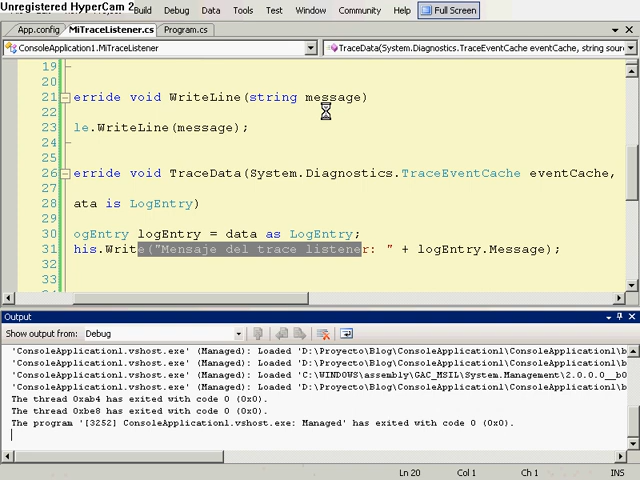 Unregistered HyperCam 2
Build Debug Data Tools Test Window Community Help Full Screen
App.config MiTraceListener.cs Program.cs
ConsoleApplication1.MiTraceListener TraceData(System.Diagnostics.TraceEventCache eventCache, string sourc
19
20
21 erride void WriteLine(string message)
22
23 le.WriteLine(message);
24
25
26 erride void TraceData(System.Diagnostics.TraceEventCache eventCache,
27
28 ata is LogEntry)
29
30 ogEntry logEntry = data as LogEntry;
31 his.Write("Mensaje del trace listener: " + logEntry.Message);
32
33
34
Output
Show output from: Debug
'ConsoleApplication1.vshost.exe' (Managed): Loaded 'D:\Proyecto\Blog\ConsoleApplication1\ConsoleApplication1\b
'ConsoleApplication1.vshost.exe' (Managed): Loaded 'D:\Proyecto\Blog\ConsoleApplication1\ConsoleApplication1\b
'ConsoleApplication1.vshost.exe' (Managed): Loaded 'C:\WINDOWS\assembly\GAC_MSIL\System.Management\2.0.0.0__b0
'ConsoleApplication1.vshost.exe' (Managed): Loaded 'D:\Proyecto\Blog\ConsoleApplication1\ConsoleApplication1\b
The thread 0xab4 has exited with code 0 (0x0).
The thread 0xbe8 has exited with code 0 (0x0).
The program '[3252] ConsoleApplication1.vshost.exe: Managed' has exited with code 0 (0x0).
Ln 20 Col 1 Ch 1 INS